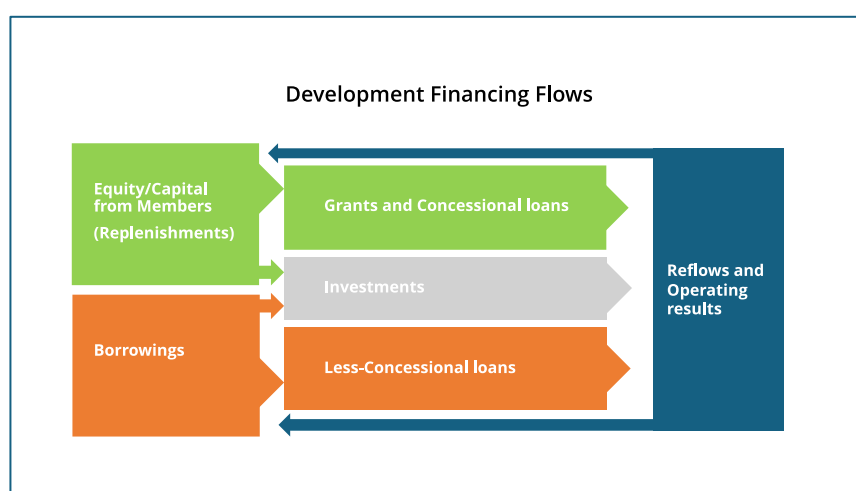 Development Financing Flows
Equity/Capital
from Members
(Replenishments)
Grants and Concessional loans
Investments
Reflows and
Operating
results
Borrowings
Less-Concessional loans